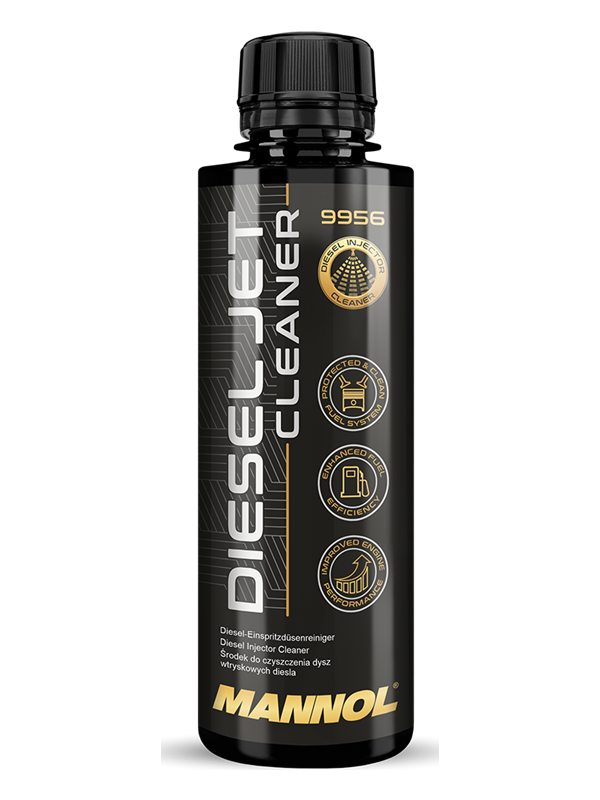 9956
DIESEL INJECTOR
CLEANER
DIESEL JET
CLEANER
PROTECTED & CLEAN
FUEL SYSTEM
ENHANCED FUEL
EFFICIENCY
IMPROVED ENGINE
PERFORMANCE
Diesel-Einspritzdüsenreiniger
Diesel Injector Cleaner
Środek do czyszczenia dysz
wtryskowych diesla
MANNOL®